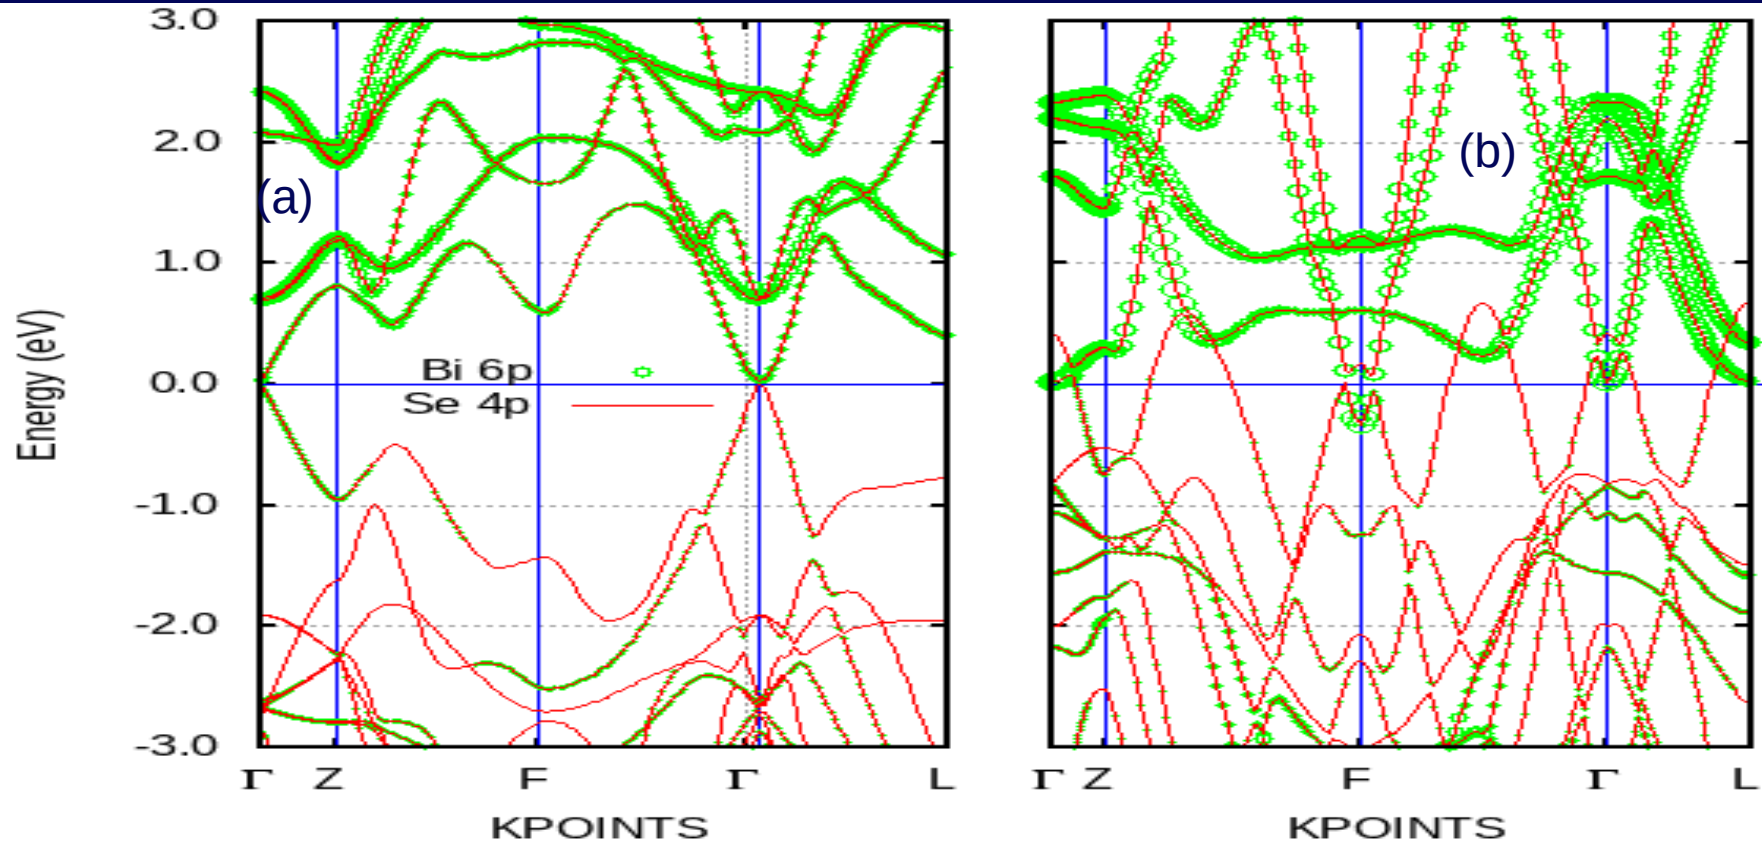 3.0
2.0
1.0
0.0
-1.0
-2.0
-3.0
Energy (eV)
(a)
Bi 6p
Se 4p
Γ Z F Γ L
KPOINTS
(b)
Γ Z F Γ L
KPOINTS